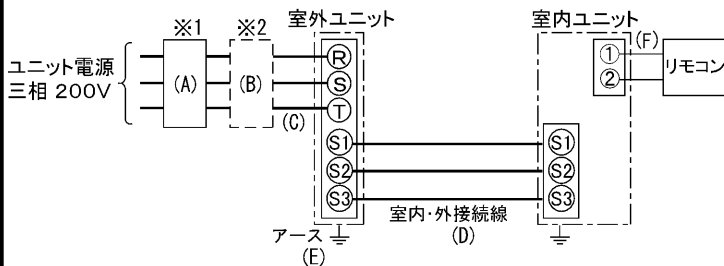 ※1
※2
室外ユニット
室内ユニット
ユニット電源
三相 200V
(A)
(B)
(C)
R
S
T
S1
S2
S3
室内・外接続線
(D)
アース
(E)
①
②
(F)
リモコン
S1
S2
S3